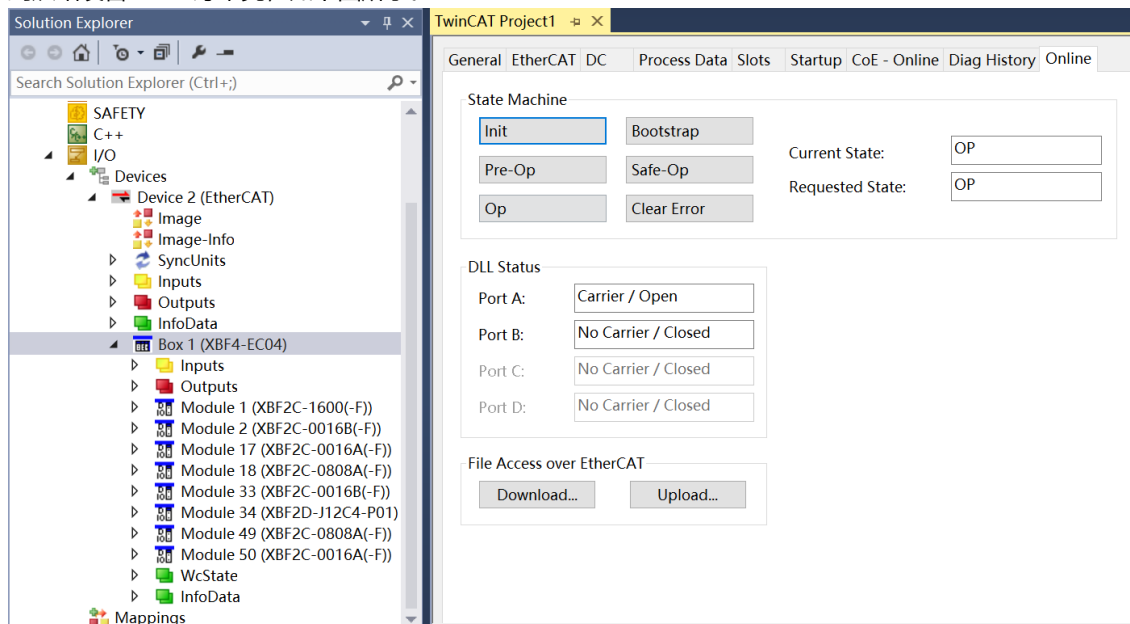 Solution Explorer
Search Solution Explorer (Ctrl+;)
SAFETY
C++
I/O
Devices
Device 2 (EtherCAT)
Image
Image-Info
SyncUnits
Inputs
Outputs
InfoData
Box 1 (XBF4-EC04)
Inputs
Outputs
Module 1 (XBF2C-1600(-F))
Module 2 (XBF2C-0016B(-F))
Module 17 (XBF2C-0016A(-F))
Module 18 (XBF2C-0808A(-F))
Module 33 (XBF2C-0016B(-F))
Module 34 (XBF2D-J12C4-P01)
Module 49 (XBF2C-0808A(-F))
Module 50 (XBF2C-0016A(-F))
WcState
InfoData
Mappings
TwinCAT Project1
General EtherCAT DC Process Data Slots Startup CoE - Online Diag History Online
State Machine
Init Bootstrap
Pre-Op Safe-Op
Op Clear Error
Current State: OP
Requested State: OP
DLL Status
Port A: Carrier / Open
Port B: No Carrier / Closed
Port C: No Carrier / Closed
Port D: No Carrier / Closed
File Access over EtherCAT
Download... Upload...